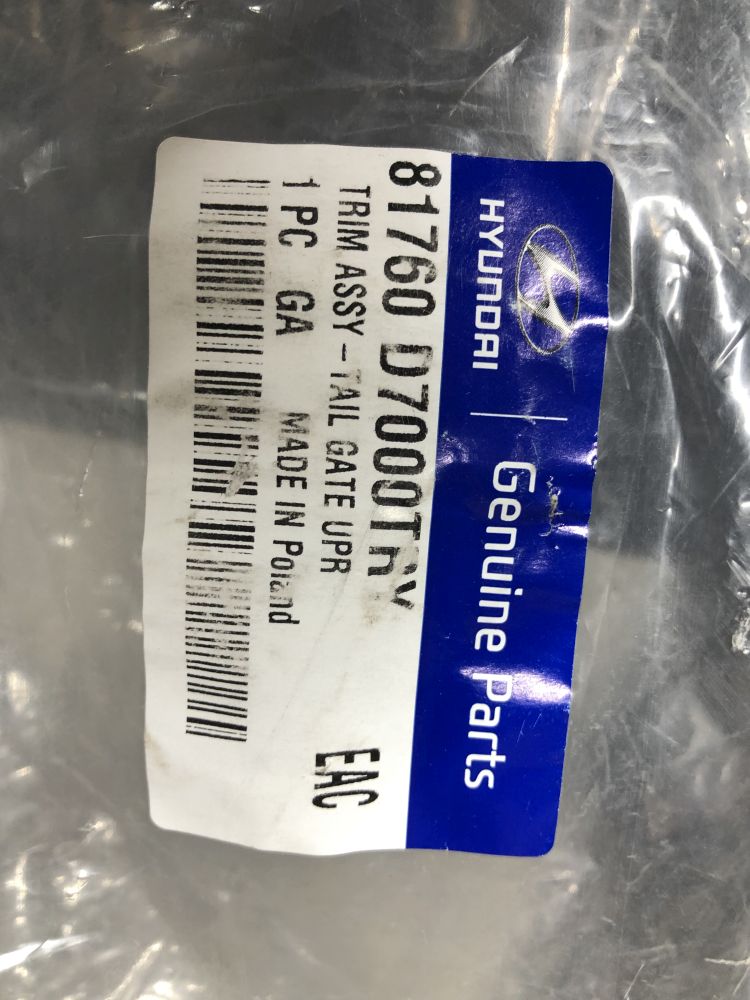 HYUNDAI | Genuine Parts
81760 D7000TRY
TRIM ASSY-TAIL GATE UPR
1 PC GA MADE IN Poland
EAC